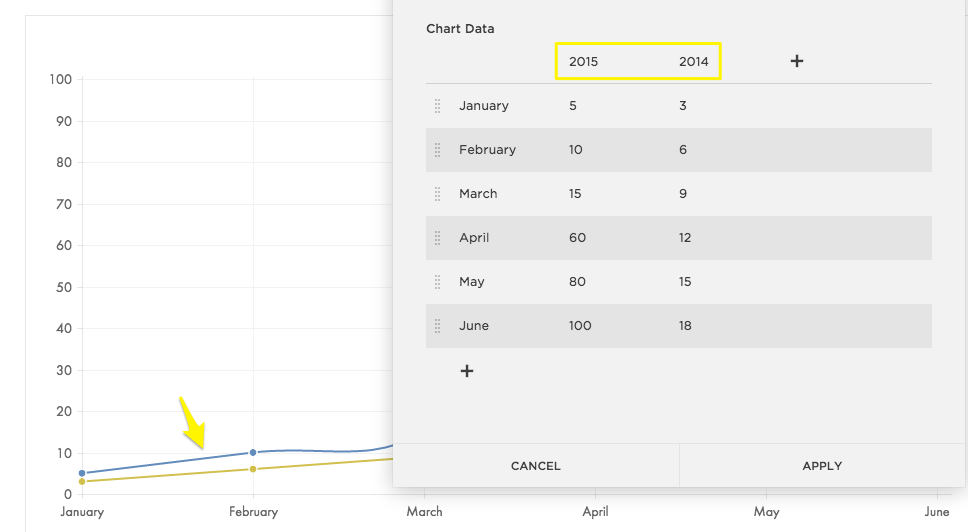 Chart Data
2015 2014 +
January 5 3
February 10 6
March 15 9
April 60 12
May 80 15
June 100 18
+
CANCEL APPLY
100
90
80
70
60
50
40
30
20
10
0
January February March April May June